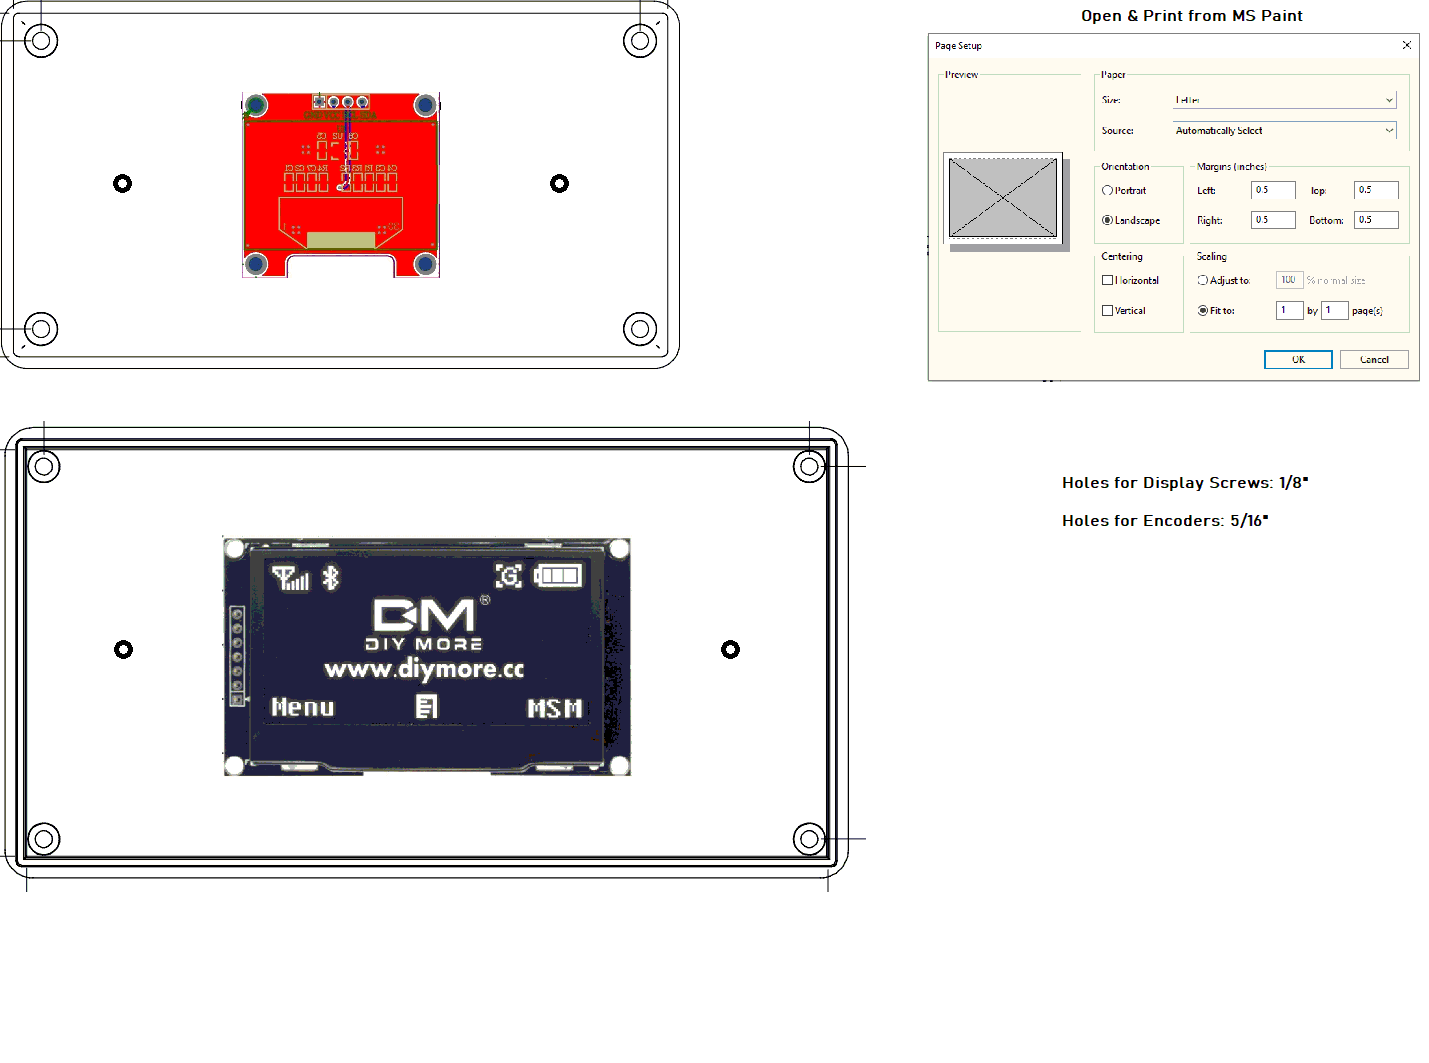 Open & Print from MS Paint
Page Setup
Preview
Paper
Size: Letter
Source: Automatically Select
Orientation
Portrait
Landscape
Margins (inches)
Left: 0.5 Top: 0.5
Right: 0.5 Bottom: 0.5
Centering
Horizontal
Vertical
Scaling
Adjust to: 100 % normal size
Fit to: 1 by 1 page(s)
OK Cancel
Holes for Display Screws: 1/8"
Holes for Encoders: 5/16"
G
DM ®
DIY MORE
www.diymore.cc
Menu MSM